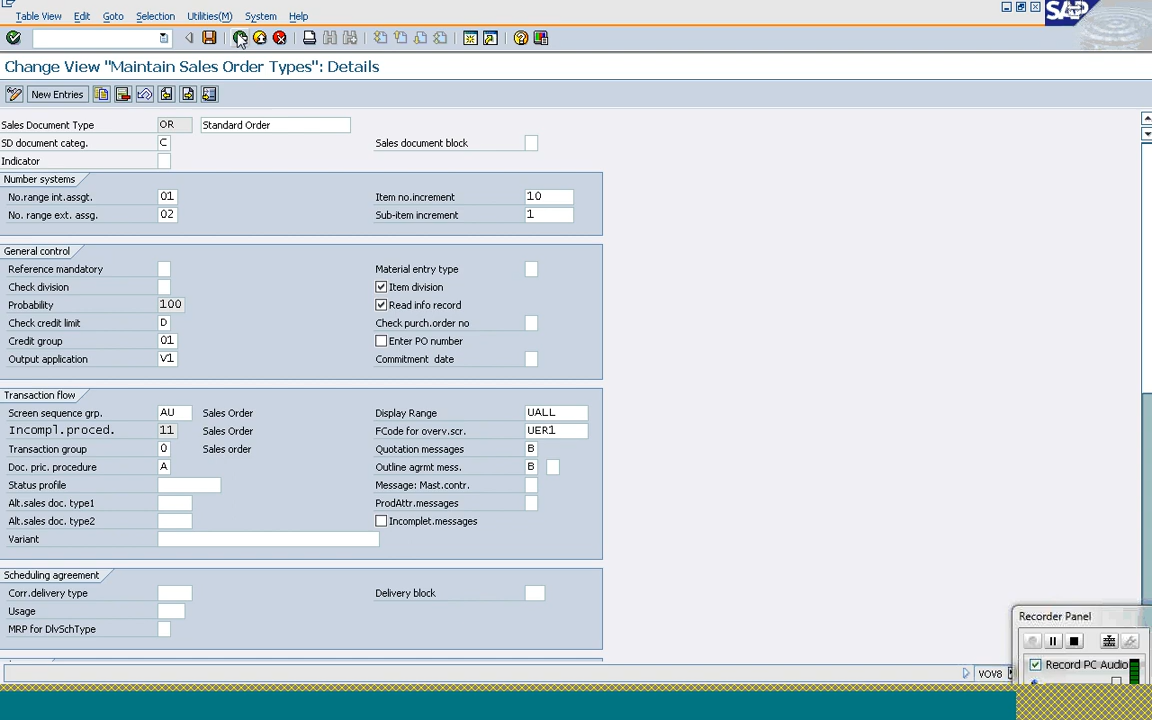 Table View Edit Goto Selection Utilities(M) System Help
SAP
Change View "Maintain Sales Order Types": Details
New Entries
Sales Document Type OR Standard Order
SD document categ. C Sales document block
Indicator
Number systems
No.range int.assgt. 01 Item no.increment 10
No. range ext. assg. 02 Sub-item increment 1
General control
Reference mandatory Material entry type
Check division Item division
Probability 100 Read info record
Check credit limit D Check purch.order no
Credit group 01 Enter PO number
Output application V1 Commitment date
Transaction flow
Screen sequence grp. AU Sales Order Display Range UALL
Incompl.proced. 11 Sales Order FCode for overv.scr. UER1
Transaction group 0 Sales order Quotation messages B
Doc. pric. procedure A Outline agrmt mess. B
Status profile Message: Mast.contr.
Alt.sales doc. type1 ProdAttr.messages
Alt.sales doc. type2 Incomplet.messages
Variant
Scheduling agreement
Corr.delivery type Delivery block
Usage
MRP for DlvSchType
Recorder Panel
Record PC Audio
VOV8